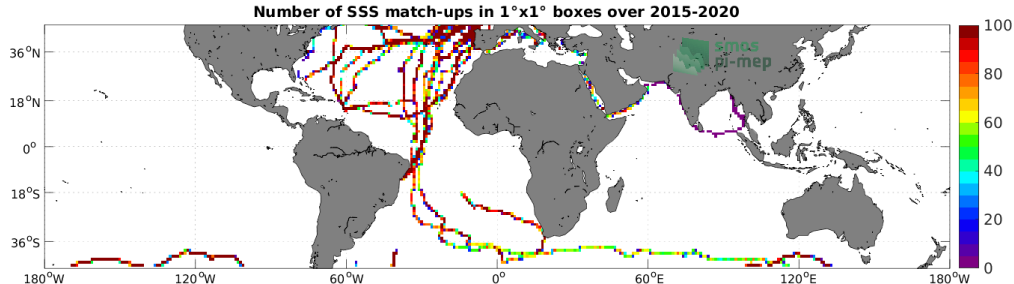 Number of SSS match-ups in 1°x1° boxes over 2015-2020
smos
pi-mep
36°N
18°N
0°
18°S
36°S
180°W
120°W
60°W
0°
60°E
120°E
180°W
100
80
60
40
20
0